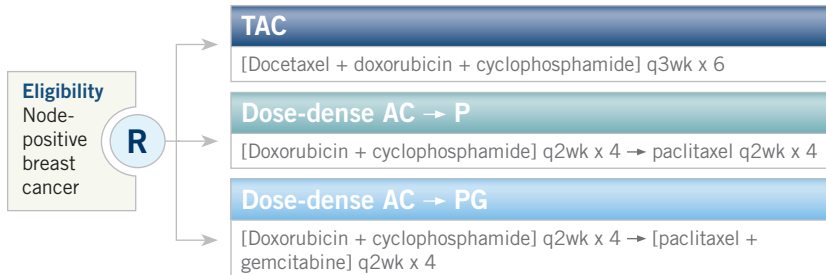 Eligibility
Node-
positive
breast
cancer
R
TAC
[Docetaxel + doxorubicin + cyclophosphamide] q3wk x 6
Dose-dense AC → P
[Doxorubicin + cyclophosphamide] q2wk x 4 → paclitaxel q2wk x 4
Dose-dense AC → PG
[Doxorubicin + cyclophosphamide] q2wk x 4 → [paclitaxel +
gemcitabine] q2wk x 4